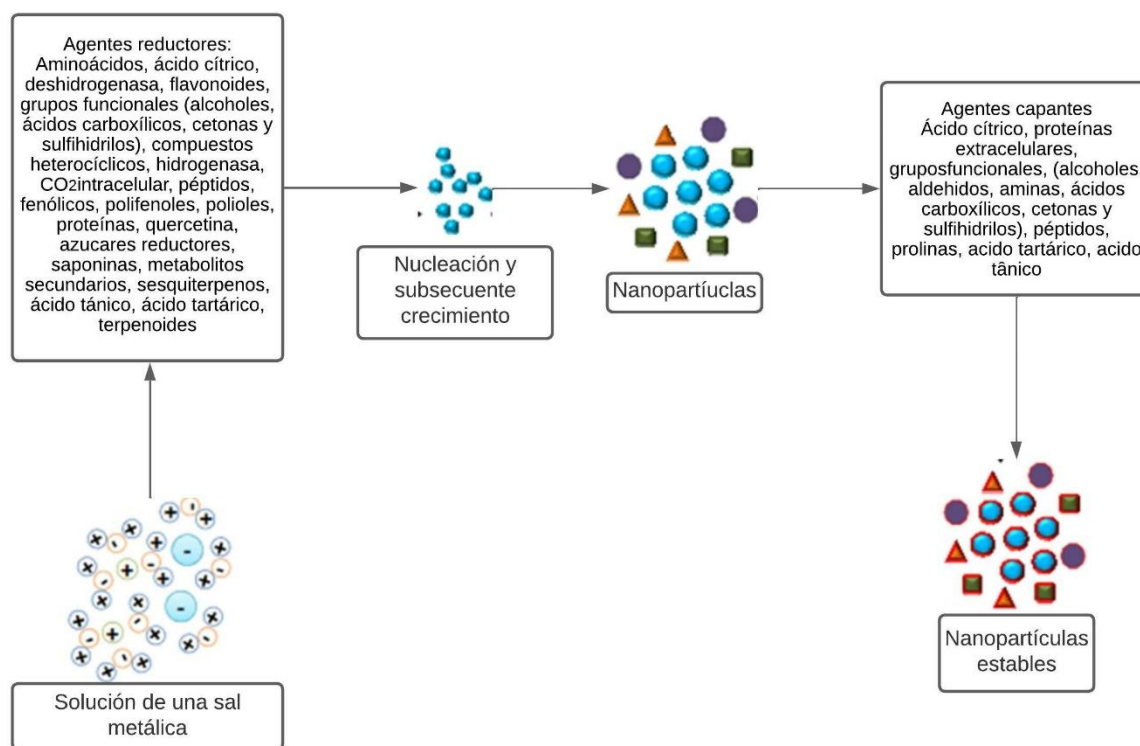 Agentes reductores:
Aminoácidos, ácido cítrico,
deshidrogenasa, flavonoides,
grupos funcionales (alcoholes,
ácidos carboxílicos, cetonas y
sulfihidrilos), compuestos
heterocíclicos, hidrogenasa,
CO2intracelular, péptidos,
fenólicos, polifenoles, polioles,
proteínas, quercetina,
azucares reductores,
saponinas, metabolitos
secundarios, sesquiterpenos,
ácido tánico, ácido tartárico,
terpenoides
Nucleación y
subsecuente
crecimiento
Nanopartíuclas
Agentes capantes
Ácido cítrico, proteínas
extracelulares,
gruposfuncionales, (alcoholes
aldehidos, aminas, ácidos
carboxílicos, cetonas y
sulfihidrilos), péptidos,
prolinas, acido tartárico, acido
tânico
Nanopartículas
estables
Solución de una sal
metálica